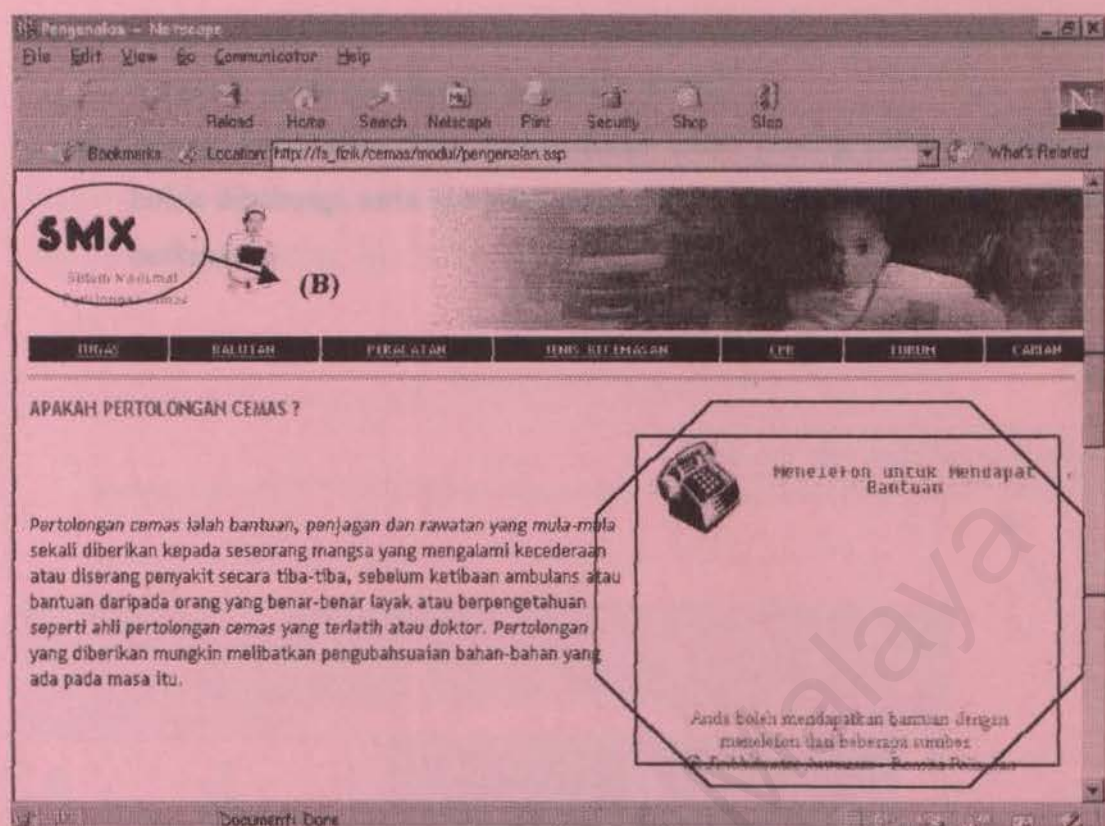 Pengenalan - Netscape
File Edit View Go Communicator Help
Reload Home Search Netscape Print Security Shop Stop
Bookmarks Location: http://fs_fizik/cemas/modul/pengenalan.asp What's Related
SMX
Sistem
(B)
TUGAS BALUTAN PERALATAN JENIS KECEMASAN CPR FORUM CARIAN
APAKAH PERTOLONGAN CEMAS ?
Menelefon untuk Mendapat
Bantuan
Pertolongan cemas ialah bantuan, penjagan dan rawatan yang mula-mula
sekali diberikan kepada seseorang mangsa yang mengalami kecederaan
atau diserang penyakit secara tiba-tiba, sebelum ketibaan ambulans atau
bantuan daripada orang yang benar-benar layak atau berpengetahuan
seperti ahli pertolongan cemas yang terlatih atau doktor. Pertolongan
yang diberikan mungkin melibatkan pengubahsuaian bahan-bahan yang
ada pada masa itu.
Anda boleh mendapatkan bantuan dengan
menelefon dan beberapa sumber
Document: Done
malaya